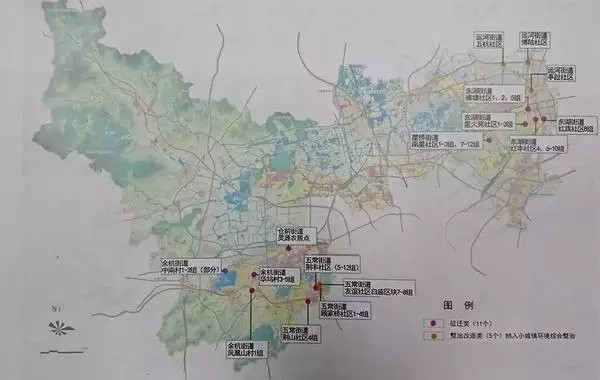 运河街道
五杭社区
运河街道
博陆社区
运河街道
亭趾社区
东湖街道
横塘社区1、2、5组
东湖街道
星火苑社区1-3组
东湖街道
红旗社区8组
星桥街道
南星社区1-3组、7-12组
东湖街道
红丰社区4、6-10组
仓前街道
灵源农居点
余杭街道
中南村1-3组（部分）
余杭街道
华坞村3-5组
五常街道
荆丰社区（5-12组）
五常街道
友谊社区白庙区块7-8组
五常街道
顾家桥社区1-4组
五常街道
荆山社区4组
余杭街道
凤凰山村1组
图 例
征迁类（11个）
整治改造类（5个）纳入小城镇环境综合整治